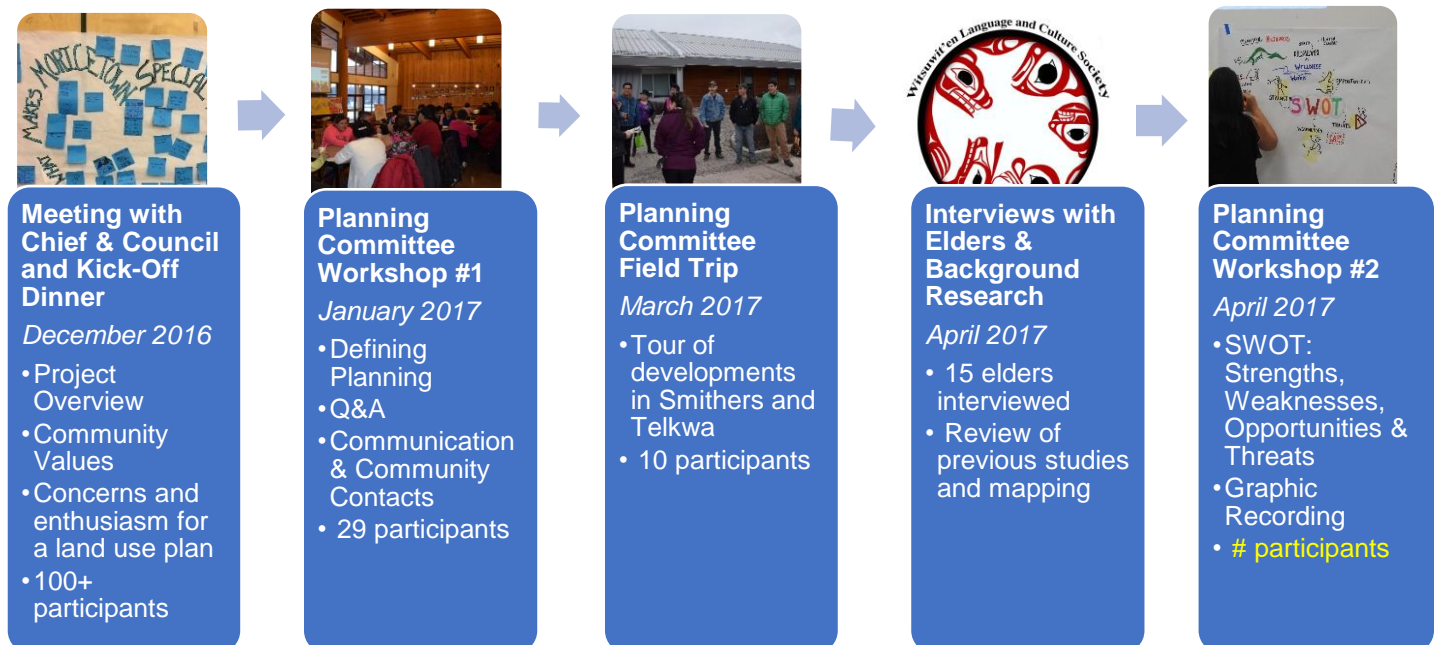 MAKES MORICETOWN SPECIAL
WHAT
Witsuwit'en Language and Culture Society
SWOT
Meeting with
Chief & Council
and Kick-Off
Dinner
December 2016
•Project
Overview
•Community
Values
•Concerns and
enthusiasm for
a land use plan
•100+
participants
Planning
Committee
Workshop #1
January 2017
•Defining
Planning
•Q&A
•Communication
& Community
Contacts
• 29 participants
Planning
Committee
Field Trip
March 2017
•Tour of
developments
in Smithers and
Telkwa
• 10 participants
Interviews with
Elders &
Background
Research
April 2017
• 15 elders
interviewed
• Review of
previous studies
and mapping
Planning
Committee
Workshop #2
April 2017
•SWOT:
Strengths,
Weaknesses,
Opportunities &
Threats
•Graphic
Recording
• # participants